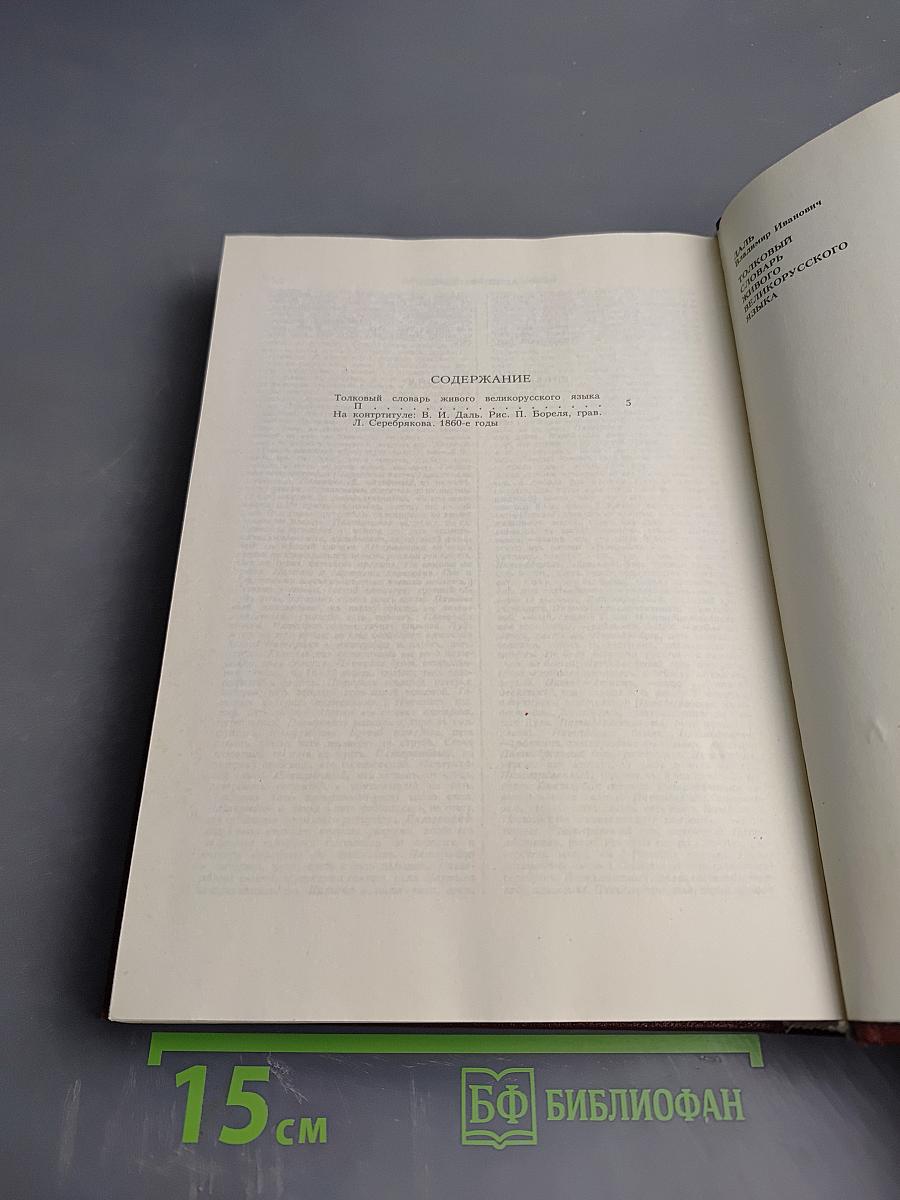 СОДЕРЖАНИЕ
Толковый словарь живого великорусского языка
П . . . . . . . . . . . . . . . . . . 5
На контртитуле: В. И. Даль. Рис. П. Бореля, грав.
Л. Серебрякова. 1860-е годы
ДАЛЬ
Владимир Иванович
ТОЛКОВЫЙ
СЛОВАРЬ
ЖИВОГО
ВЕЛИКОРУССКОГО
ЯЗЫКА
15 см
БФ БИБЛИОФАН